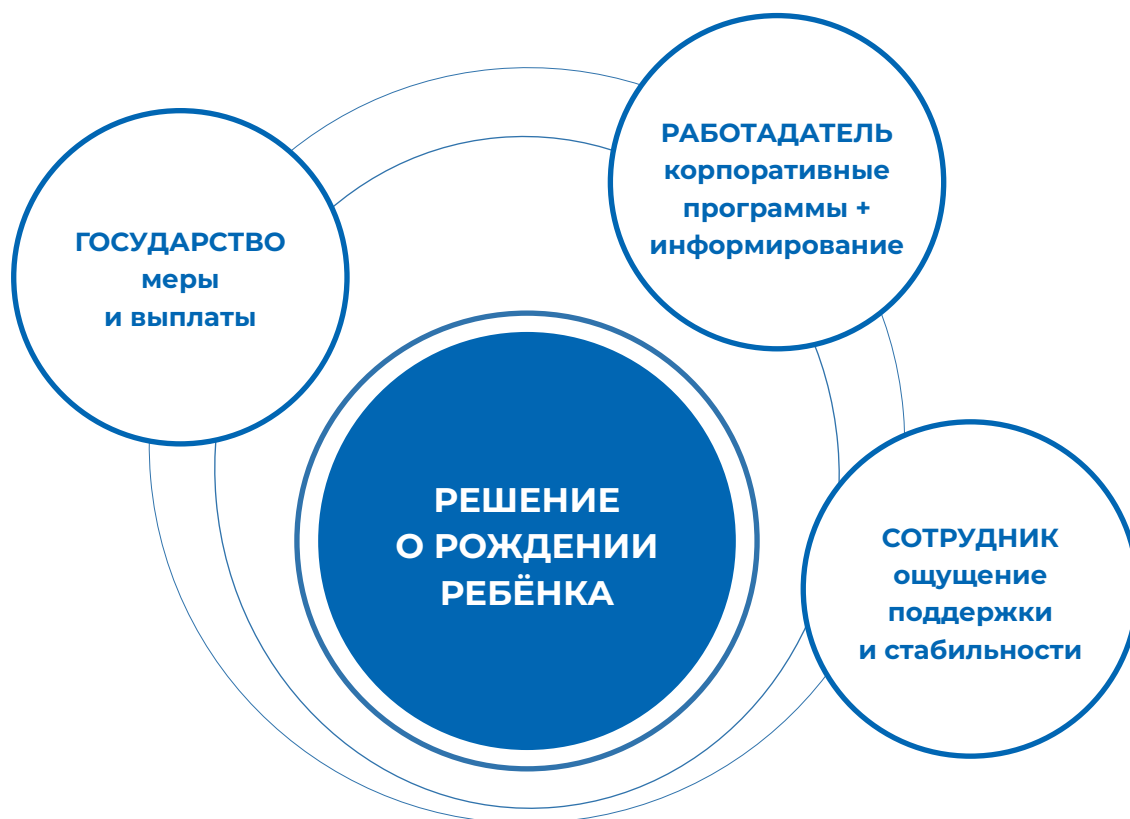 РАБОТАДАТЕЛЬ
корпоративные
программы +
информирование
ГОСУДАРСТВО
меры
и выплаты
РЕШЕНИЕ
О РОЖДЕНИИ
РЕБЁНКА
СОТРУДНИК
ощущение
поддержки
и стабильности